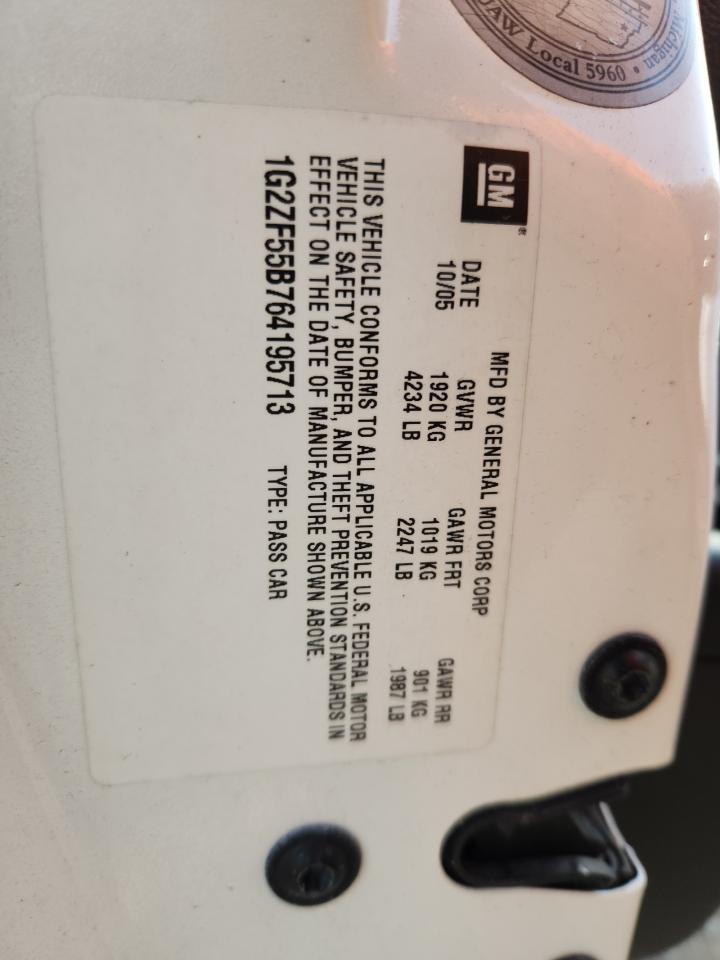 UAW Local 5960 • Michigan
GM®
MFD BY GENERAL MOTORS CORP
DATE GVWR GAWR FRT GAWR RR
10/05 1920 KG 1019 KG 901 KG
4234 LB 2247 LB 1987 LB
THIS VEHICLE CONFORMS TO ALL APPLICABLE U.S. FEDERAL MOTOR
VEHICLE SAFETY, BUMPER, AND THEFT PREVENTION STANDARDS IN
EFFECT ON THE DATE OF MANUFACTURE SHOWN ABOVE.
1G2ZF55B764195713 TYPE: PASS CAR